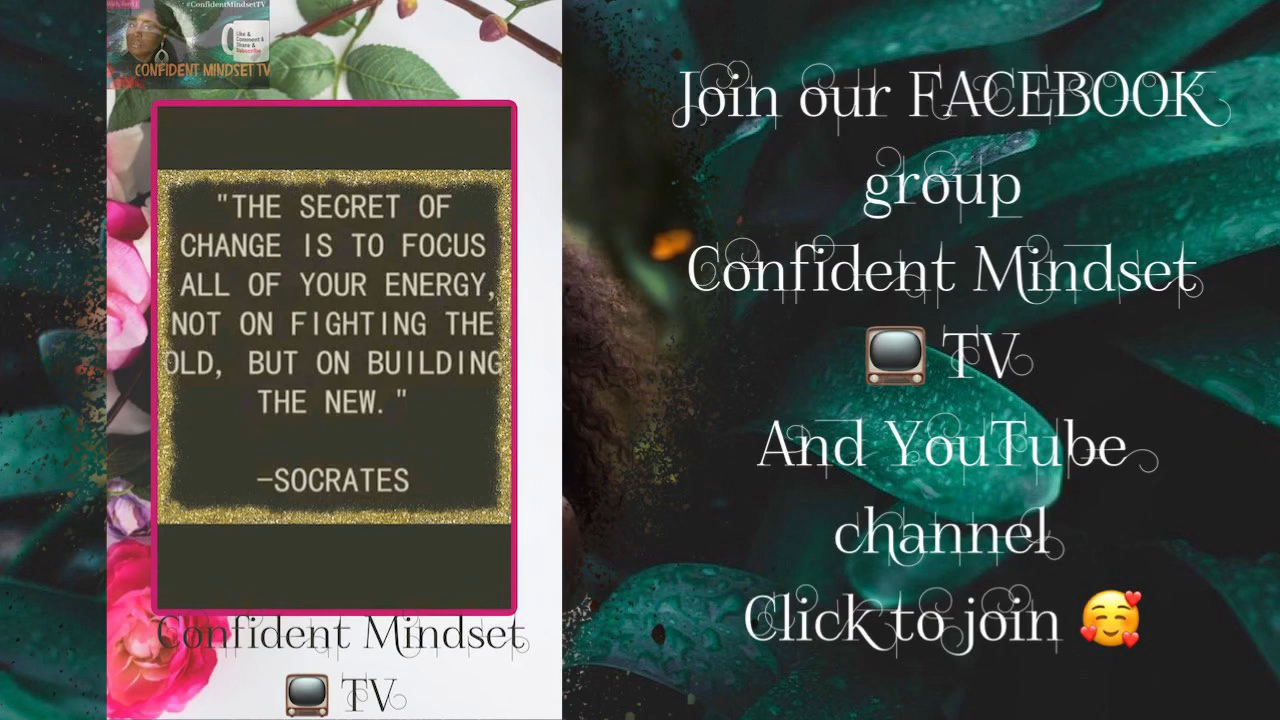 #ConfidentMindsetTV
Like &
Comment &
Share &
Subscribe
CONFIDENT MINDSET TV
"THE SECRET OF
CHANGE IS TO FOCUS
ALL OF YOUR ENERGY,
NOT ON FIGHTING THE
OLD, BUT ON BUILDING
THE NEW."
-SOCRATES
Confident Mindset
📺 TV
Join our FACEBOOK
group
Confident Mindset
📺 TV
And YouTube
channel
Click to join 🥰